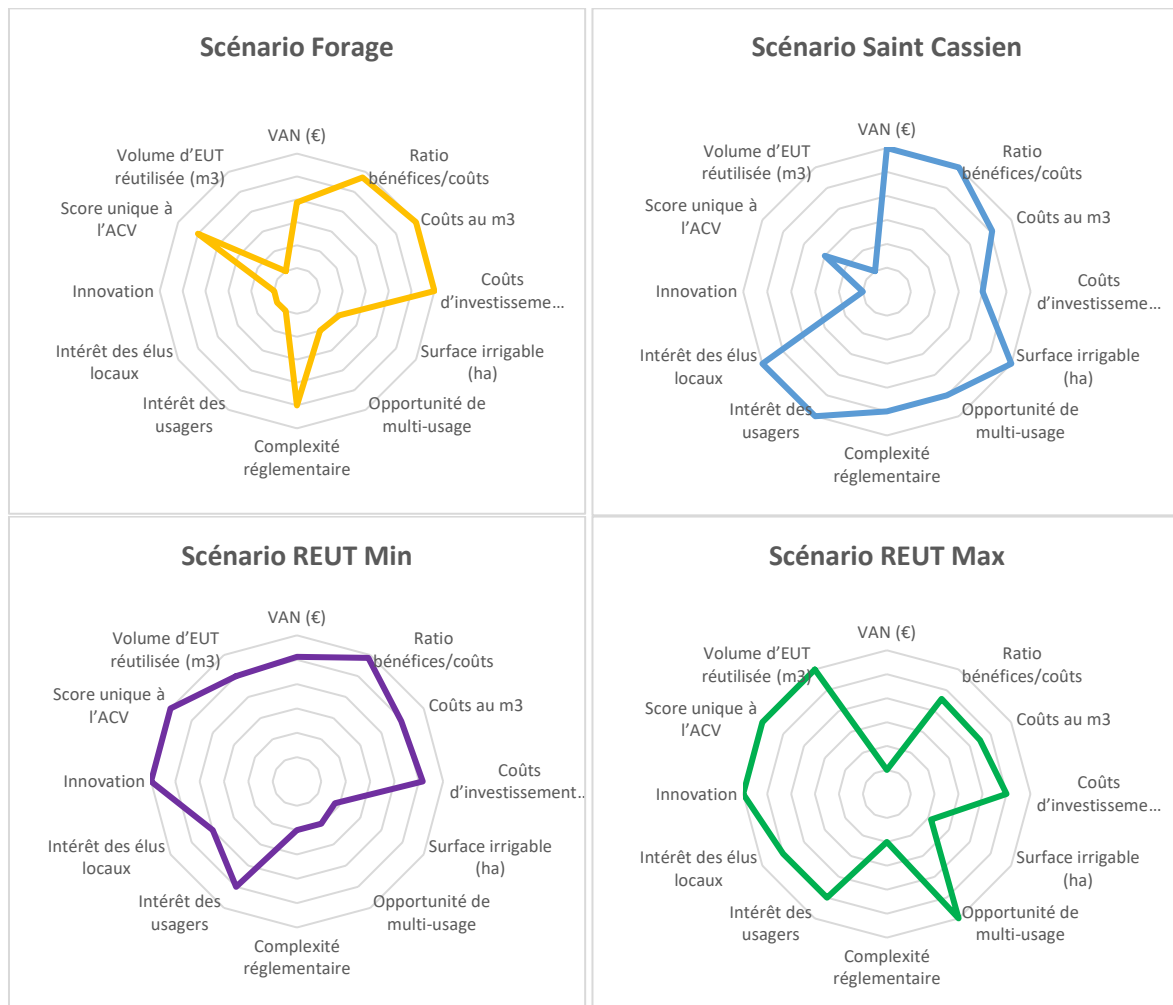 Scénario Forage
VAN (€)
Ratio
bénéfices/coûts
Coûts au m3
Coûts
d'investisseme...
Surface irrigable
(ha)
Opportunité de
multi-usage
Complexité
réglementaire
Intérêt des
usagers
Intérêt des élus
locaux
Innovation
Score unique à
l'ACV
Volume d'EUT
réutilisée (m3)
Scénario Saint Cassien
VAN (€)
Ratio
bénéfices/coûts
Coûts au m3
Coûts
d'investisseme...
Surface irrigable
(ha)
Opportunité de
multi-usage
Complexité
réglementaire
Intérêt des
usagers
Intérêt des élus
locaux
Innovation
Score unique à
l'ACV
Volume d'EUT
réutilisée (m3)
Scénario REUT Min
VAN (€)
Ratio
bénéfices/coûts
Coûts au m3
Coûts
d'investissement...
Surface irrigable
(ha)
Opportunité de
multi-usage
Complexité
réglementaire
Intérêt des
usagers
Intérêt des élus
locaux
Innovation
Score unique à
l'ACV
Volume d'EUT
réutilisée (m3)
Scénario REUT Max
VAN (€)
Ratio
bénéfices/coûts
Coûts au m3
Coûts
d'investisseme...
Surface irrigable
(ha)
Opportunité de
multi-usage
Complexité
réglementaire
Intérêt des
usagers
Intérêt des élus
locaux
Innovation
Score unique à
l'ACV
Volume d'EUT
réutilisée (m3)